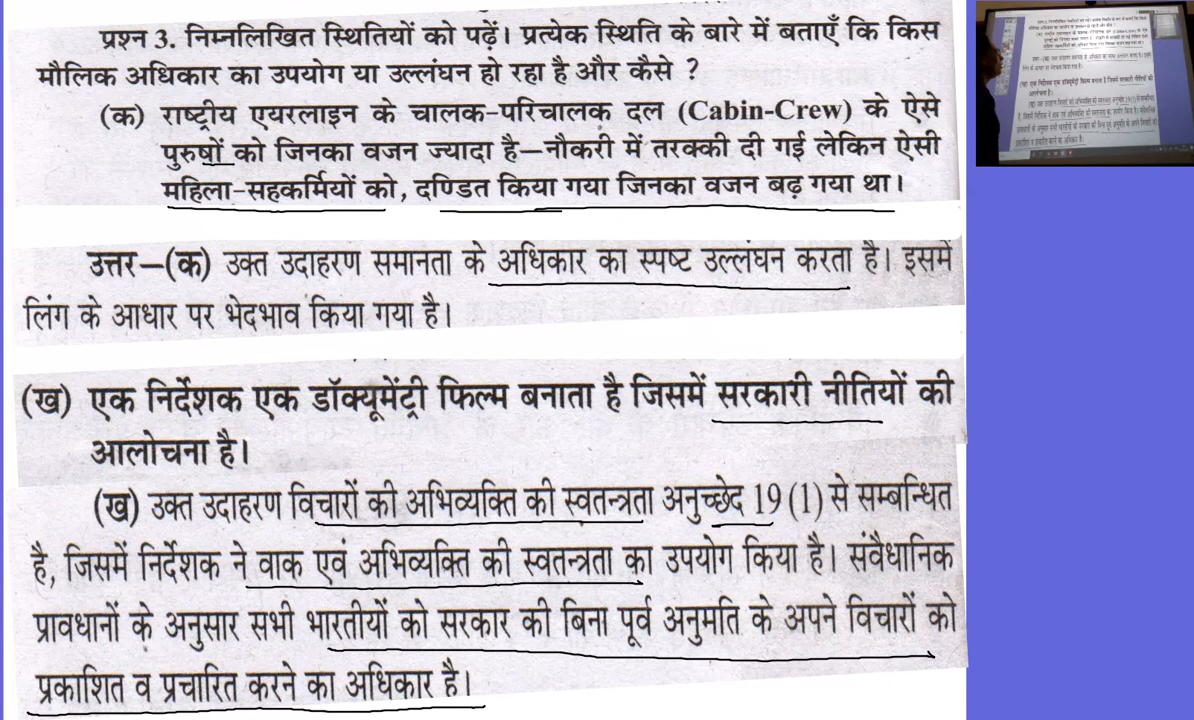 प्रश्न 3. निम्नलिखित स्थितियों को पढ़ें। प्रत्येक स्थिति के बारे में बताएँ कि किस
मौलिक अधिकार का उपयोग या उल्लघन हो रहा है और कैसे ?
(क) राष्ट्रीय एयरलाइन के चालक-परिचालक दल (Cabin-Crew) के ऐसे
पुरुषों को जिनका वजन ज्यादा है—नौकरी में तरक्की दी गई लेकिन ऐसी
महिला-सहकर्मियों को, दण्डित किया गया जिनका वजन बढ़ गया था।
उत्तर—(क) उक्त उदाहरण समानता के अधिकार का स्पष्ट उल्लंघन करता है। इसमें
लिंग के आधार पर भेदभाव किया गया है।
(ख) एक निर्देशक एक डॉक्यूमेंट्री फिल्म बनाता है जिसमें सरकारी नीतियों की
आलोचना है।
(ख) उक्त उदाहरण विचारों की अभिव्यक्ति की स्वतन्त्रता अनुच्छेद 19 (1) से सम्बन्धित
है, जिसमें निर्देशक ने वाक एवं अभिव्यक्ति की स्वतन्त्रता का उपयोग किया है। संवैधानिक
प्रावधानों के अनुसार सभी भारतीयों को सरकार की बिना पूर्व अनुमति के अपने विचारों को
प्रकाशित व प्रचारित करने का अधिकार है।